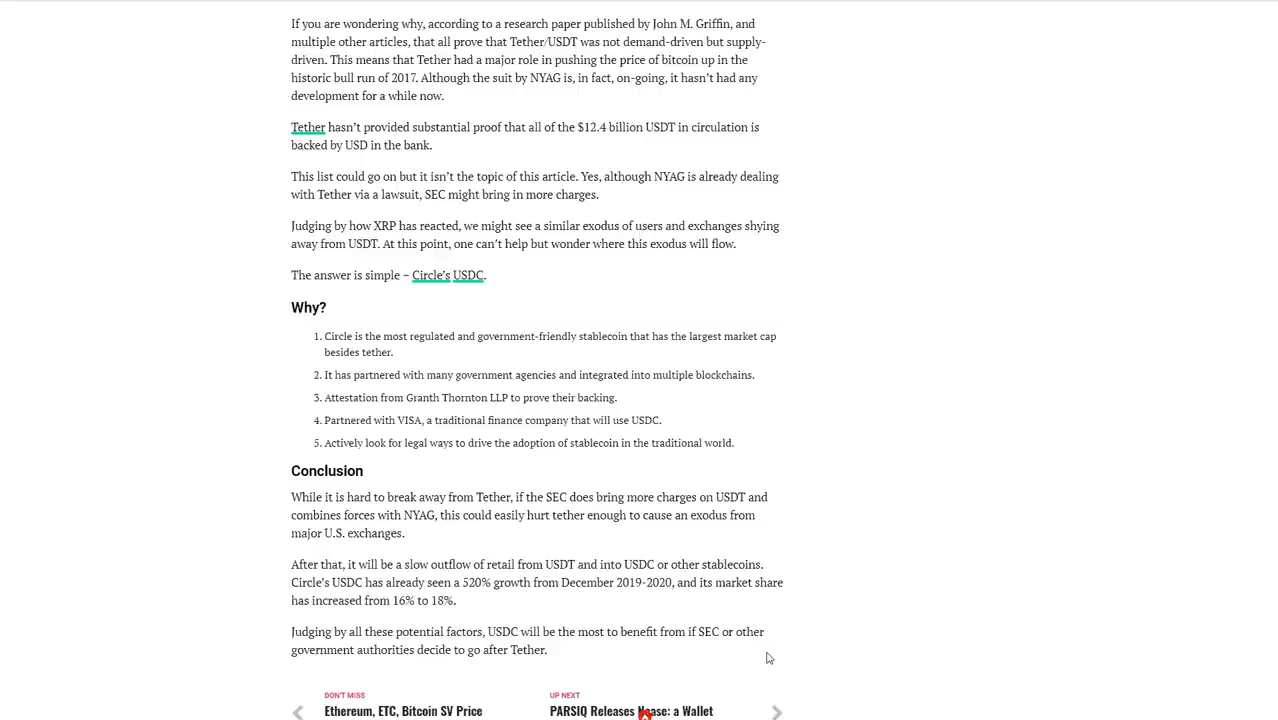 If you are wondering why, according to a research paper published by John M. Griffin, and
multiple other articles, that all prove that Tether/USDT was not demand-driven but supply-
driven. This means that Tether had a major role in pushing the price of bitcoin up in the
historic bull run of 2017. Although the suit by NYAG is, in fact, on-going, it hasn’t had any
development for a while now.
Tether hasn’t provided substantial proof that all of the $12.4 billion USDT in circulation is
backed by USD in the bank.
This list could go on but it isn’t the topic of this article. Yes, although NYAG is already dealing
with Tether via a lawsuit, SEC might bring in more charges.
Judging by how XRP has reacted, we might see a similar exodus of users and exchanges shying
away from USDT. At this point, one can’t help but wonder where this exodus will flow.
The answer is simple – Circle’s USDC.
Why?
1. Circle is the most regulated and government-friendly stablecoin that has the largest market cap
besides tether.
2. It has partnered with many government agencies and integrated into multiple blockchains.
3. Attestation from Granth Thornton LLP to prove their backing.
4. Partnered with VISA, a traditional finance company that will use USDC.
5. Actively look for legal ways to drive the adoption of stablecoin in the traditional world.
Conclusion
While it is hard to break away from Tether, if the SEC does bring more charges on USDT and
combines forces with NYAG, this could easily hurt tether enough to cause an exodus from
major U.S. exchanges.
After that, it will be a slow outflow of retail from USDT and into USDC or other stablecoins.
Circle’s USDC has already seen a 520% growth from December 2019-2020, and its market share
has increased from 16% to 18%.
Judging by all these potential factors, USDC will be the most to benefit from if SEC or other
government authorities decide to go after Tether.
DON'T MISS
Ethereum, ETC, Bitcoin SV Price
UP NEXT
PARSIQ Releases a Wallet